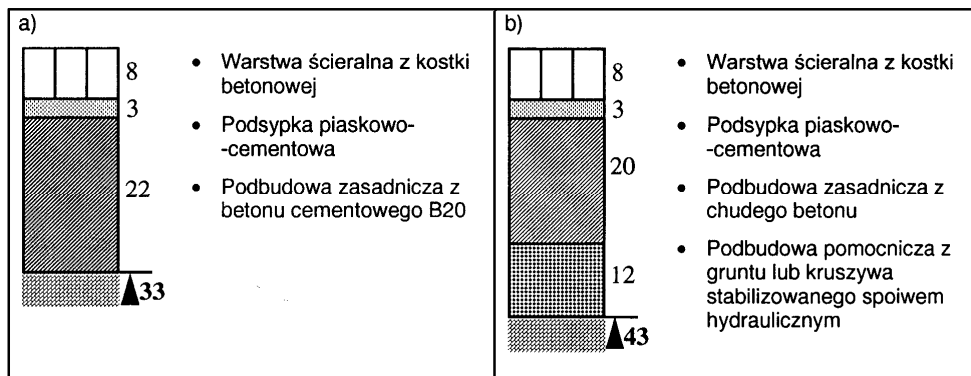 a)
8
3
22
33
• Warstwa ścieralna z kostki
betonowej
• Podsypka piaskowo-
-cementowa
• Podbudowa zasadnicza z
betonu cementowego B20
b)
8
3
20
12
43
• Warstwa ścieralna z kostki
betonowej
• Podsypka piaskowo-
-cementowa
• Podbudowa zasadnicza z
chudego betonu
• Podbudowa pomocnicza z
gruntu lub kruszywa
stabilizowanego spoiwem
hydraulicznym